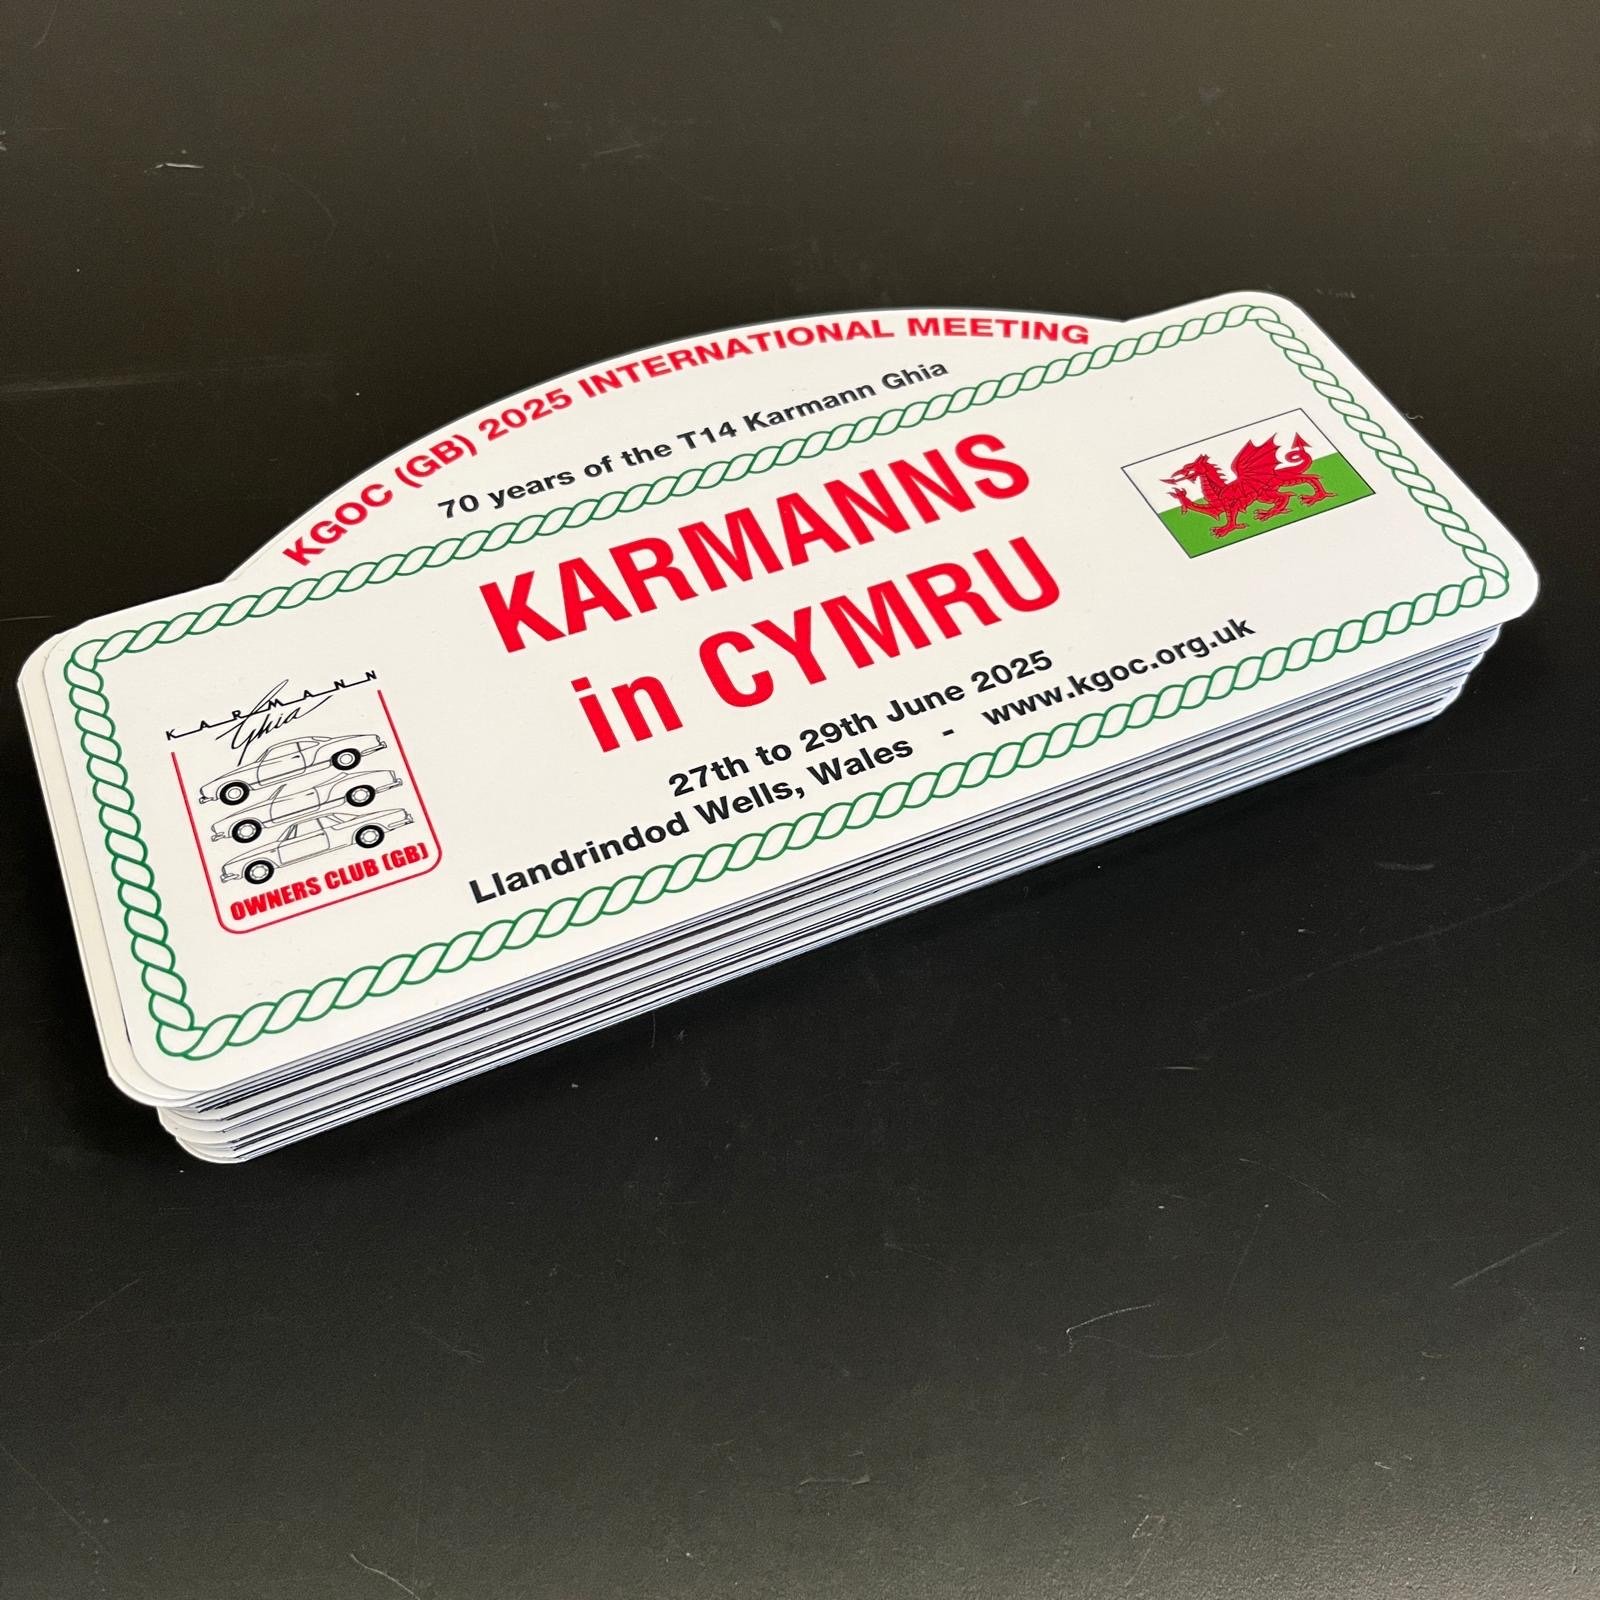 KGOC (GB) 2025 INTERNATIONAL MEETING
70 years of the T14 Karmann Ghia
KARMANNS
in CYMRU
27th to 29th June 2025
Llandrindod Wells, Wales - www.kgoc.org.uk
KARMANN
Ghia
OWNERS CLUB (GB)